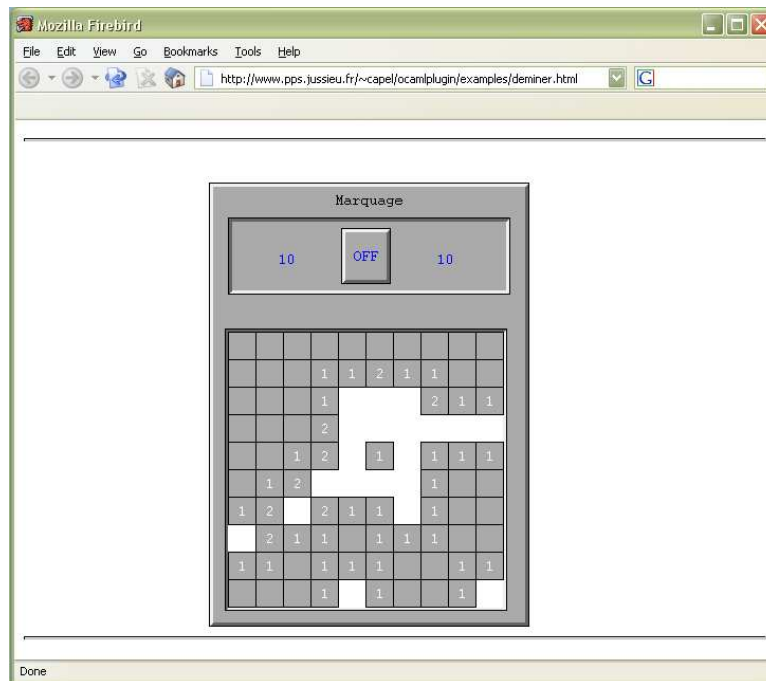 Mozilla Firebird
File Edit View Go Bookmarks Tools Help
http://www.pps.jussieu.fr/~capel/ocamlplugin/examples/deminer.html G
Marquage
10 OFF 10
1 1 2 1 1
1 2 1 1
2
1 2 1 1 1 1
1 2 1
1 2 2 1 1 1
2 1 1 1 1 1 1
1 1 1 1 1 1 1
1 1 1
Done